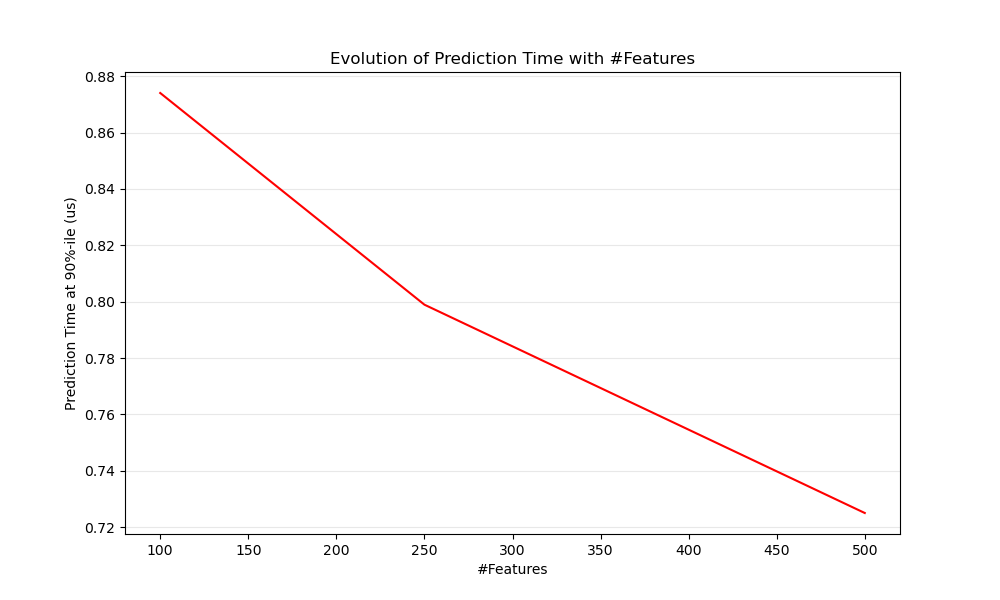 Evolution of Prediction Time with #Features
Prediction Time at 90%-ile (us)
0.88
0.86
0.84
0.82
0.80
0.78
0.76
0.74
0.72
100 150 200 250 300 350 400 450 500
#Features